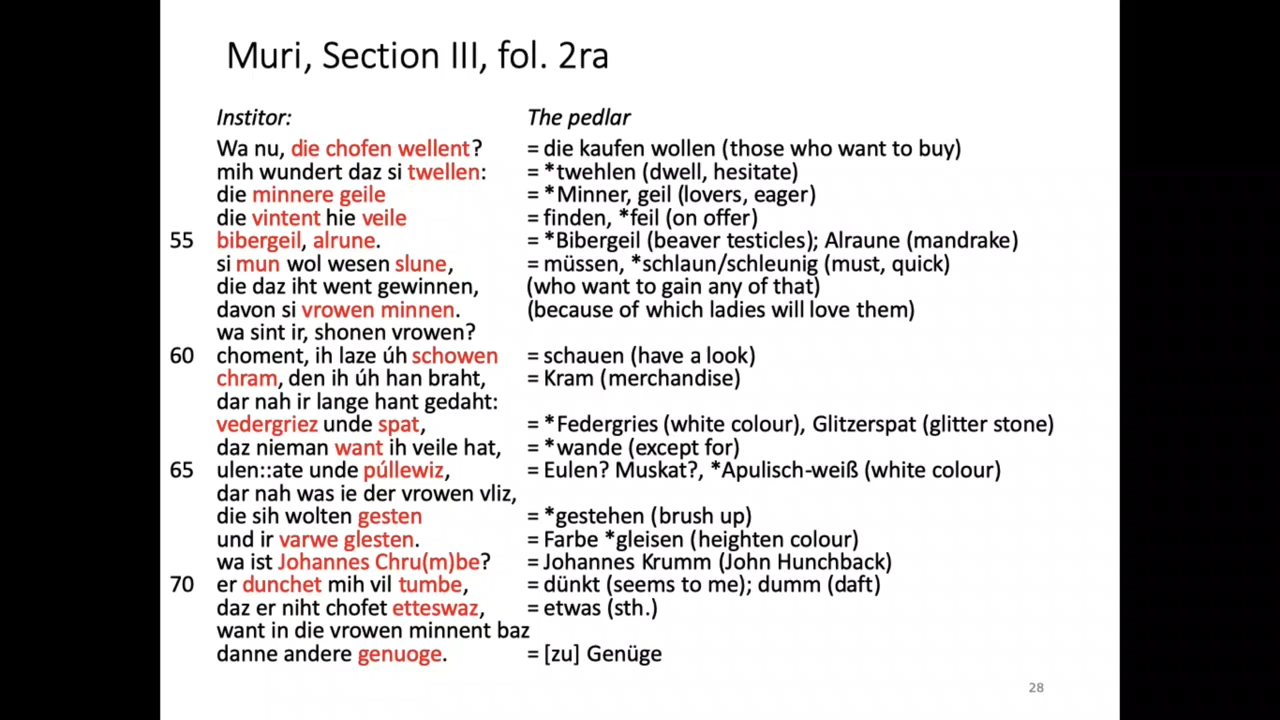 Muri, Section III, fol. 2ra
Institor: The pedlar
Wa nu, die chofen wellent? = die kaufen wollen (those who want to buy)
mih wundert daz si twellen: = *twehlen (dwell, hesitate)
die minnere geile = *Minner, geil (lovers, eager)
die vintent hie veile = finden, *feil (on offer)
55 bibergeil, alrune. = *Bibergeil (beaver testicles); Alraune (mandrake)
si mun wol wesen slune, = müssen, *schlaun/schleunig (must, quick)
die daz iht went gewinnen, (who want to gain any of that)
davon si vrowen minnen. (because of which ladies will love them)
wa sint ir, shonen vrowen?
60 choment, ih laze úh schowen = schauen (have a look)
chram, den ih úh han braht, = Kram (merchandise)
dar nah ir lange hant gedaht:
vedergriez unde spat, = *Federgries (white colour), Glitzerspat (glitter stone)
daz nieman want ih veile hat, = *wande (except for)
65 ulen::ate unde púllewiz, = Eulen? Muskat?, *Apulisch-weiß (white colour)
dar nah was ie der vrowen vliz,
die sih wolten gesten = *gestehen (brush up)
und ir varwe glesten. = Farbe *gleisen (heighten colour)
wa ist Johannes Chru(m)be? = Johannes Krumm (John Hunchback)
70 er dunchet mih vil tumbe, = dünkt (seems to me); dumm (daft)
daz er niht chofet etteswaz, = etwas (sth.)
want in die vrowen minnent baz
danne andere genuoge. = [zu] Genüge
28